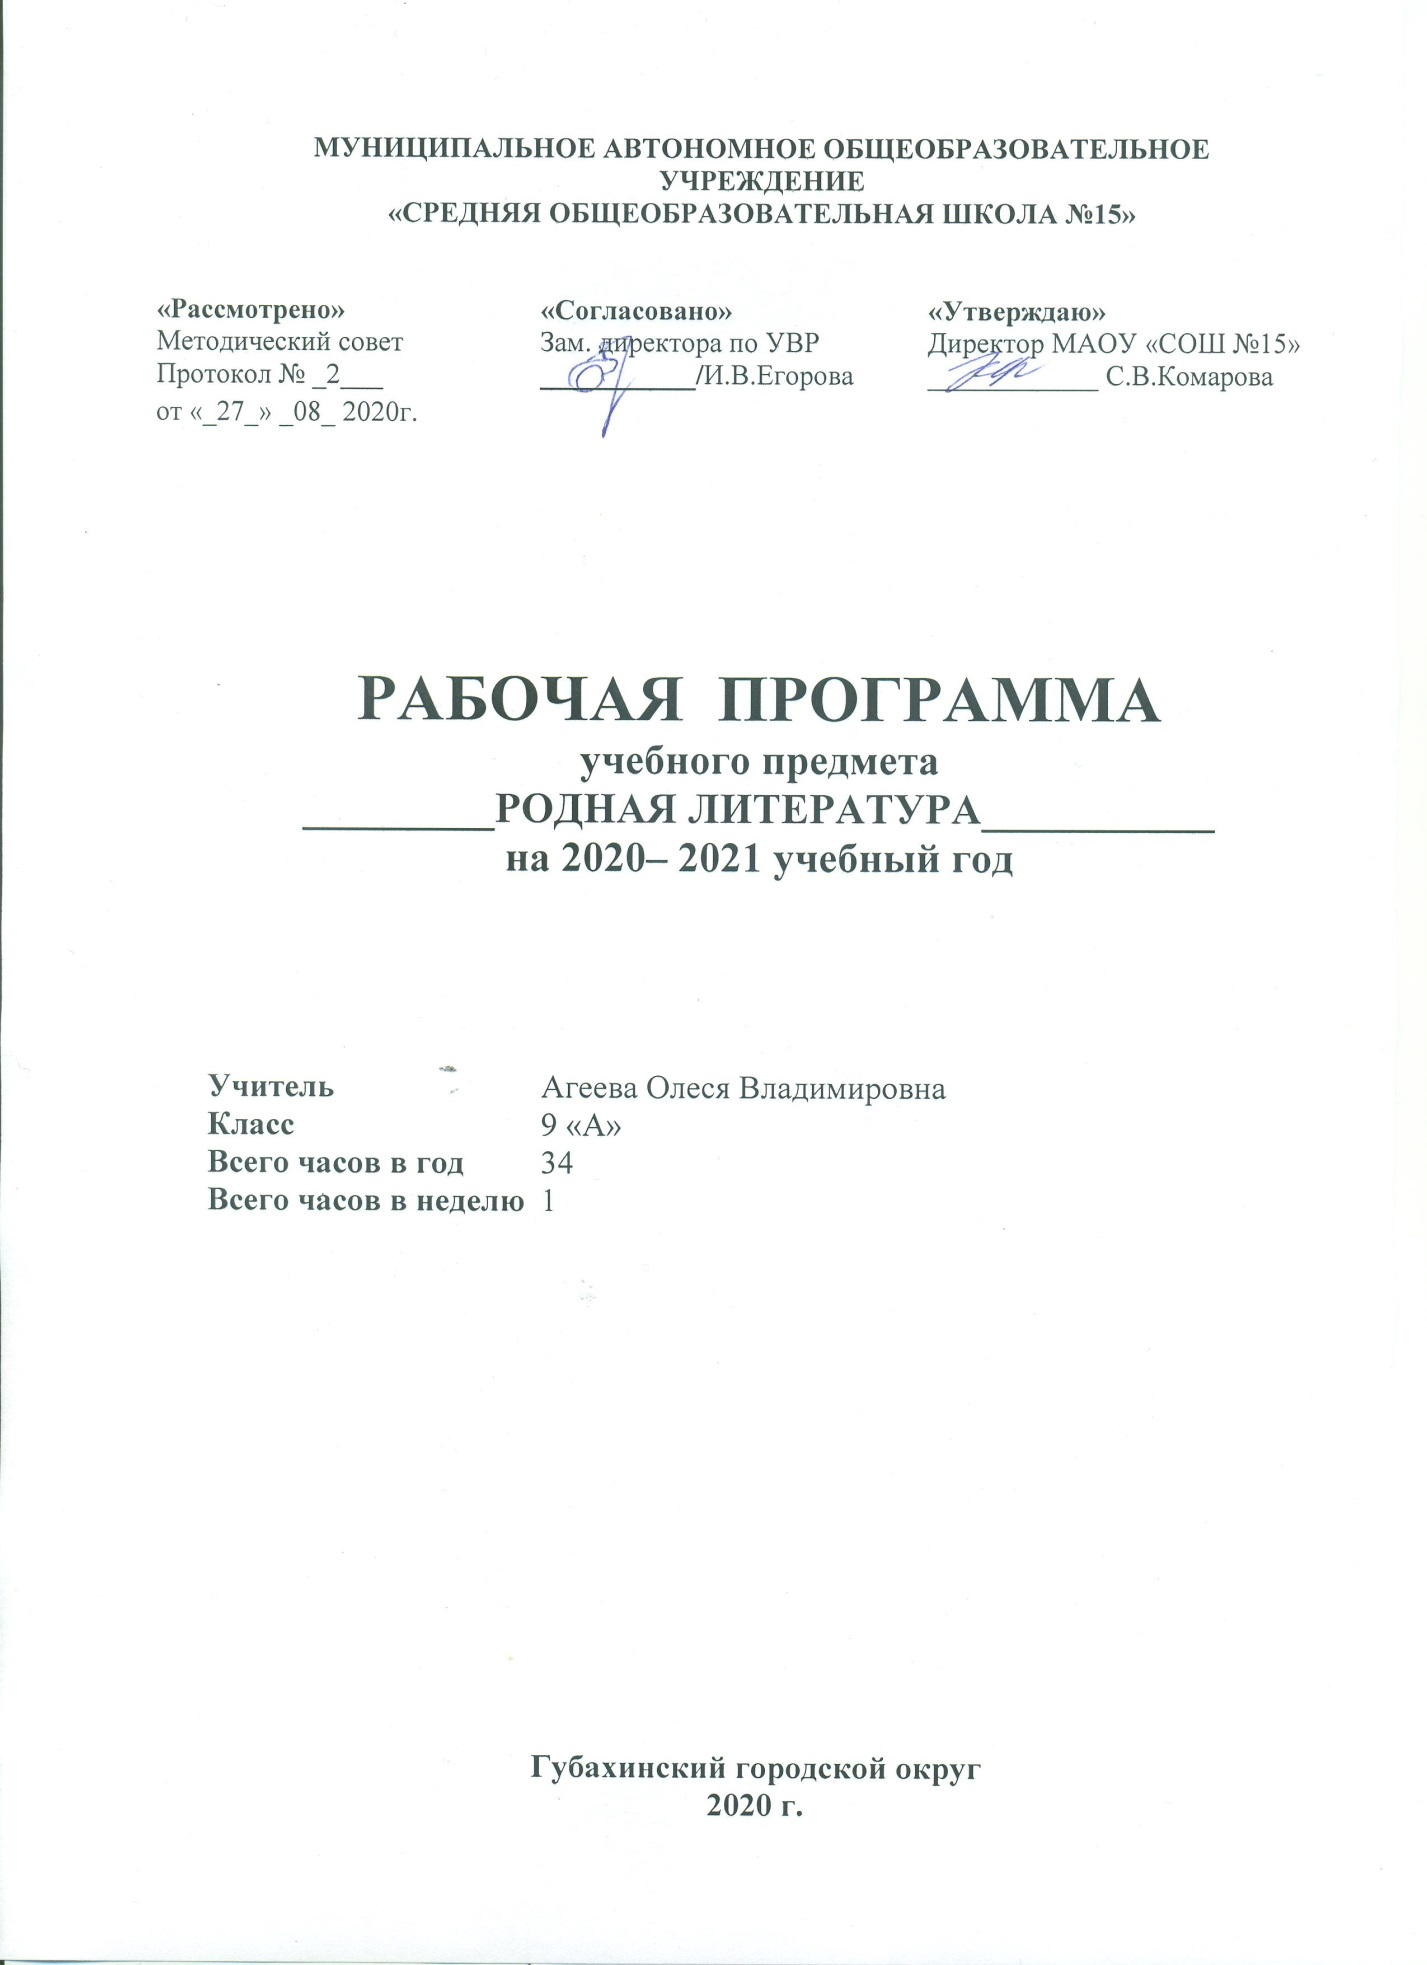 МУНИЦИПАЛЬНОЕ АВТОНОМНОЕ ОБЩЕОБРАЗОВАТЕЛЬНОЕ
УЧРЕЖДЕНИЕ
«СРЕДНЯЯ ОБЩЕОБРАЗОВАТЕЛЬНАЯ ШКОЛА №15»
«Рассмотрено»
Методический совет
Протокол № _2___
от «_27_» _08_ 2020г.
«Согласовано»
Зам. директора по УВР
___________/И.В.Егорова
«Утверждаю»
Директор МАОУ «СОШ №15»
____________ С.В.Комарова
РАБОЧАЯ ПРОГРАММА
учебного предмета
_________РОДНАЯ ЛИТЕРАТУРА___________
на 2020– 2021 учебный год
Учитель Агеева Олеся Владимировна
Класс 9 «А»
Всего часов в год 34
Всего часов в неделю 1
Губахинский городской округ
2020 г.